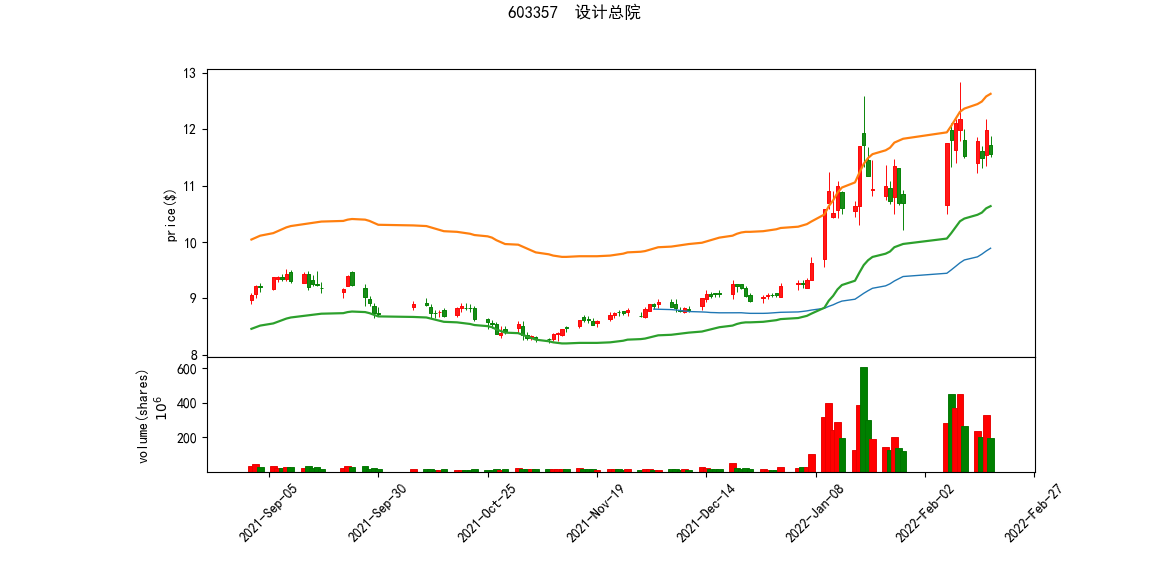 603357 设计总院
price($)
13
12
11
10
9
8
volume(shares)
10^6
600
400
200
2021-Sep-05
2021-Sep-30
2021-Oct-25
2021-Nov-19
2021-Dec-14
2022-Jan-08
2022-Feb-02
2022-Feb-27